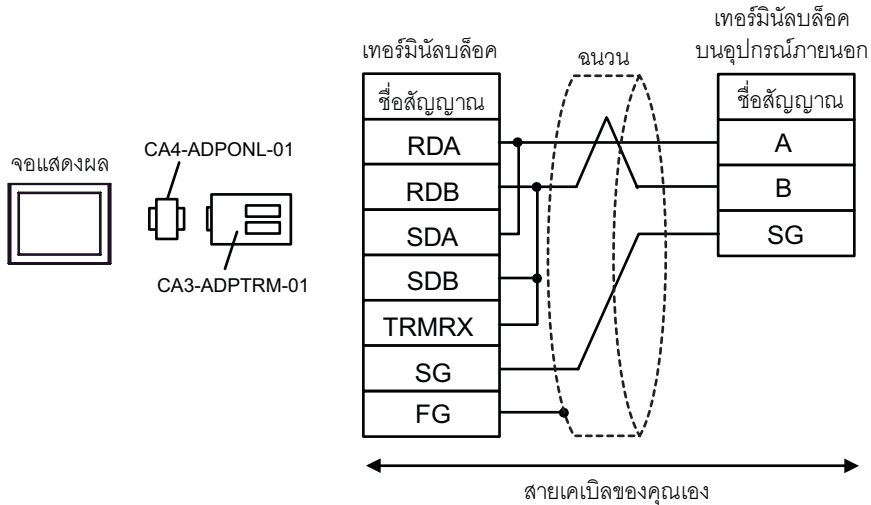 จอแสดงผล
CA4-ADPONL-01
CA3-ADPTRM-01
เทอร์มินัลบล็อค
ชื่อสัญญาณ
RDA
RDB
SDA
SDB
TRMRX
SG
FG
ฉนวน
เทอร์มินัลบล็อค
บนอุปกรณ์ภายนอก
ชื่อสัญญาณ
A
B
SG
สายเคเบิลของคุณเอง